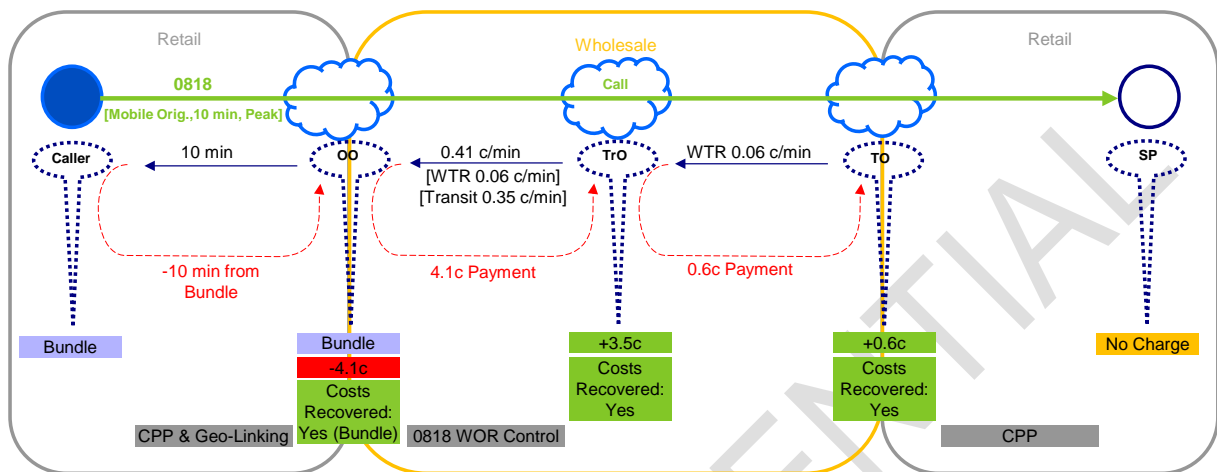 Retail
Wholesale
Retail
0818
Call
[Mobile Orig.,10 min, Peak]
Caller
10 min
OO
0.41 c/min
[WTR 0.06 c/min]
[Transit 0.35 c/min]
TrO
WTR 0.06 c/min
TO
SP
-10 min from
Bundle
4.1c Payment
0.6c Payment
Bundle
Bundle
-4.1c
Costs
Recovered:
Yes (Bundle)
+3.5c
Costs
Recovered:
Yes
+0.6c
Costs
Recovered:
Yes
No Charge
CPP & Geo-Linking
0818 WOR Control
CPP
ENTIAL